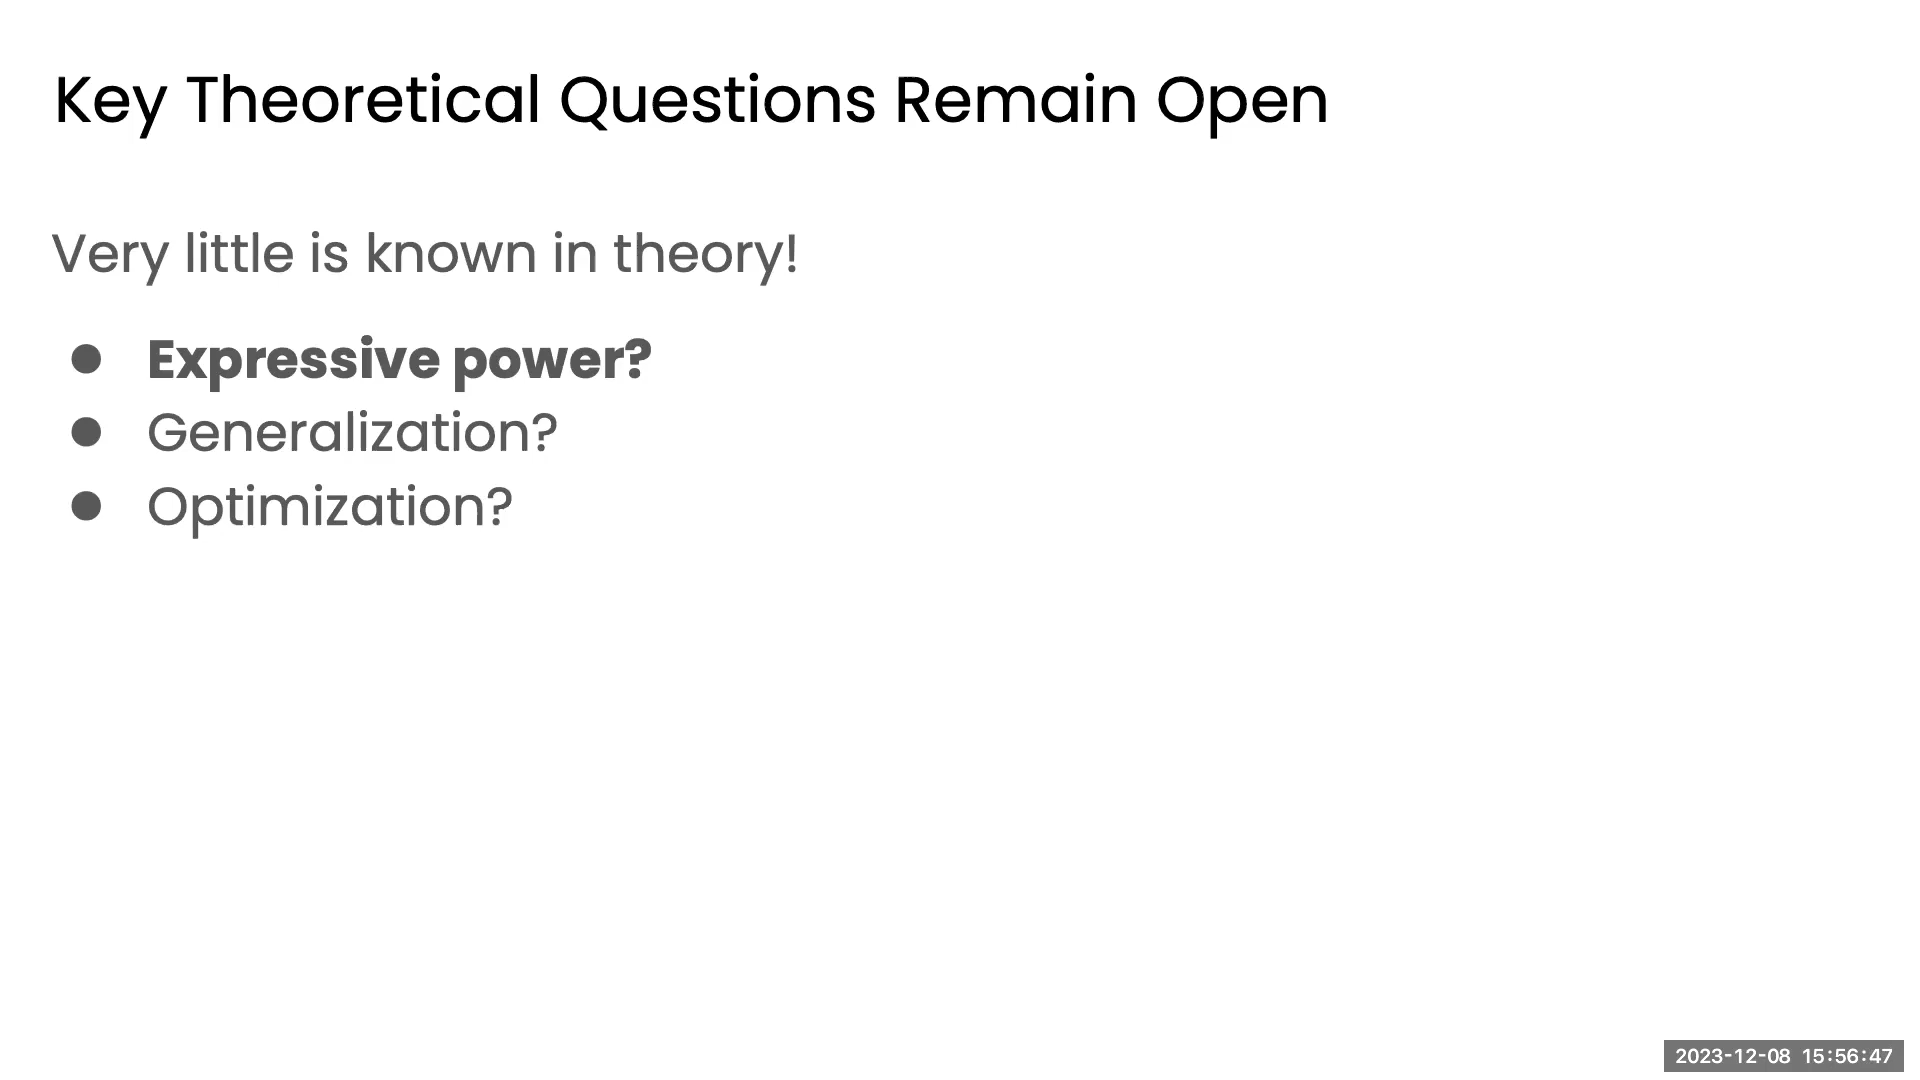 Key Theoretical Questions Remain Open
Very little is known in theory!
● Expressive power?
● Generalization?
● Optimization?
2023-12-08 15:56:47